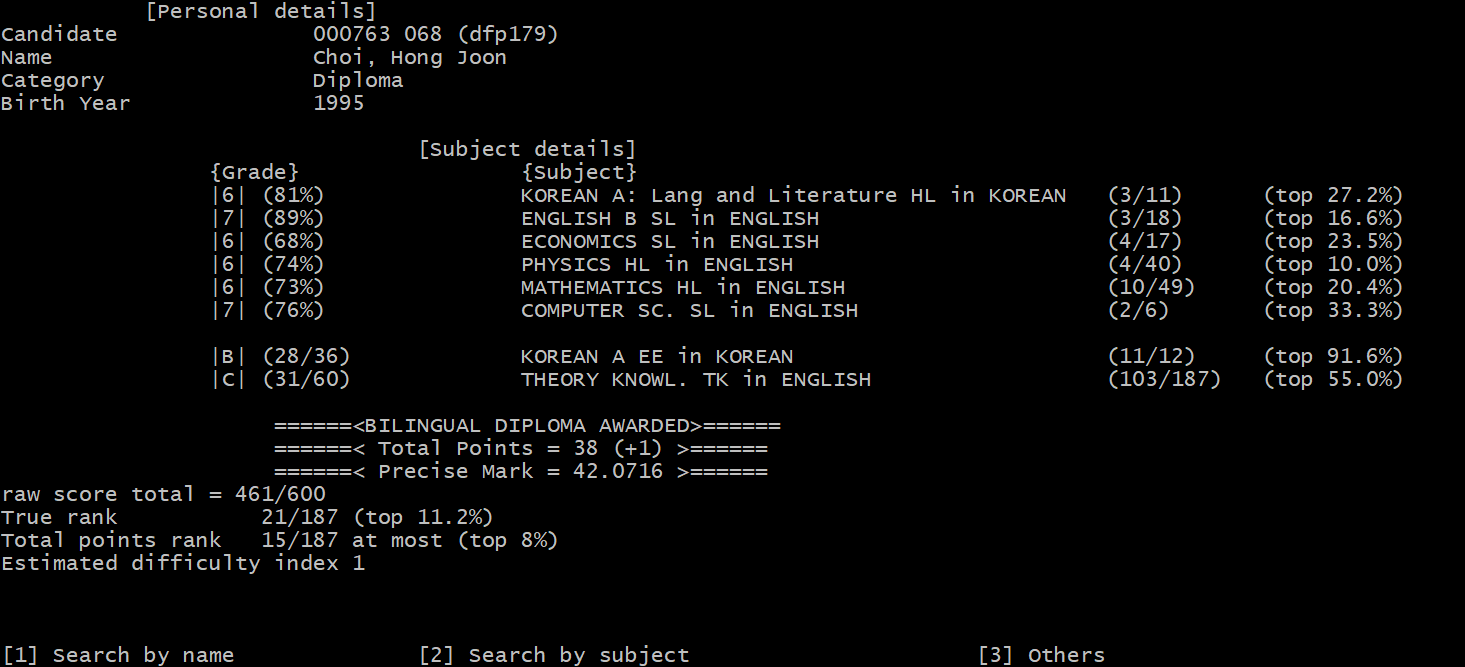 [Personal details]
Candidate 000763 068 (dfp179)
Name Choi, Hong Joon
Category Diploma
Birth Year 1995
[Subject details]
{Grade} {Subject}
|6| (81%) KOREAN A: Lang and Literature HL in KOREAN (3/11) (top 27.2%)
|7| (89%) ENGLISH B SL in ENGLISH (3/18) (top 16.6%)
|6| (68%) ECONOMICS SL in ENGLISH (4/17) (top 23.5%)
|6| (74%) PHYSICS HL in ENGLISH (4/40) (top 10.0%)
|6| (73%) MATHEMATICS HL in ENGLISH (10/49) (top 20.4%)
|7| (76%) COMPUTER SC. SL in ENGLISH (2/6) (top 33.3%)
|B| (28/36) KOREAN A EE in KOREAN (11/12) (top 91.6%)
|C| (31/60) THEORY KNOWL. TK in ENGLISH (103/187) (top 55.0%)
======<BILINGUAL DIPLOMA AWARDED>======
======< Total Points = 38 (+1) >======
======< Precise Mark = 42.0716 >======
raw score total = 461/600
True rank 21/187 (top 11.2%)
Total points rank 15/187 at most (top 8%)
Estimated difficulty index 1
[1] Search by name [2] Search by subject [3] Others